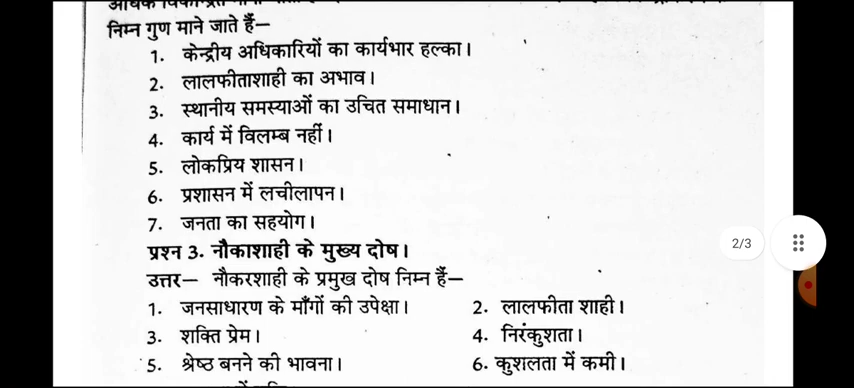 निम्न गुण माने जाते हैं—
1. केन्द्रीय अधिकारियों का कार्यभार हल्का।
2. लालफीताशाही का अभाव।
3. स्थानीय समस्याओं का उचित समाधान।
4. कार्य में विलम्ब नहीं।
5. लोकप्रिय शासन।
6. प्रशासन में लचीलापन।
7. जनता का सहयोग।
प्रश्न 3. नौकाशाही के मुख्य दोष।
2/3
उत्तर— नौकरशाही के प्रमुख दोष निम्न हैं—
1. जनसाधारण के माँगों की उपेक्षा। 2. लालफीता शाही।
3. शक्ति प्रेम। 4. निरंकुशता।
5. श्रेष्ठ बनने की भावना। 6. कुशलता में कमी।